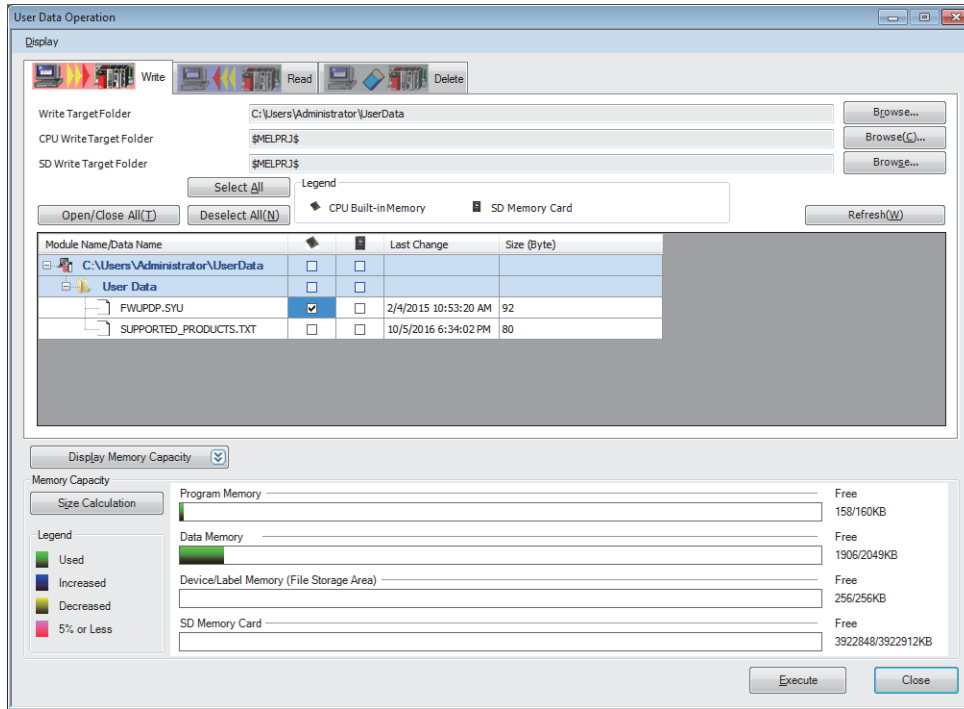 User Data Operation
Display
Write Read Delete
Write Target Folder C:\Users\Administrator\UserData Browse...
CPU Write Target Folder $MELPRJ$ Browse(C)...
SD Write Target Folder $MELPRJ$ Browse...
Select All Legend
Open/Close All(T) Deselect All(N) CPU Built-in Memory SD Memory Card Refresh(W)
Module Name/Data Name Last Change Size (Byte)
C:\Users\Administrator\UserData
User Data
FWUPDP.SYU 2/4/2015 10:53:20 AM 92
SUPPORTED_PRODUCTS.TXT 10/5/2016 6:34:02 PM 80
Display Memory Capacity
Memory Capacity
Size Calculation
Legend
Used
Increased
Decreased
5% or Less
Program Memory Free
158/160KB
Data Memory Free
1906/2049KB
Device/Label Memory (File Storage Area) Free
256/256KB
SD Memory Card Free
3922848/3922912KB
Execute Close